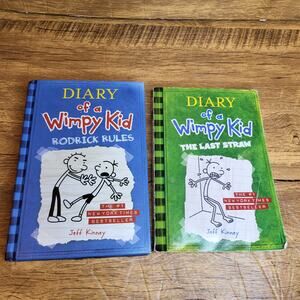 DIARY
of a
Wimpy Kid
RODRICK RULES
THE #1
NEW YORK TIMES
BESTSELLER
Jeff Kinney
DIARY
of a
Wimpy Kid
THE LAST STRAW
THE #1
NEW YORK TIMES
BESTSELLER
Jeff Kinney